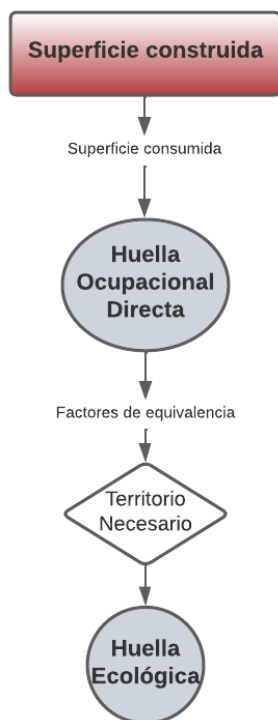 Superficie construida
Superficie consumida
Huella
Ocupacional
Directa
Factores de equivalencia
Territorio
Necesario
Huella
Ecológica